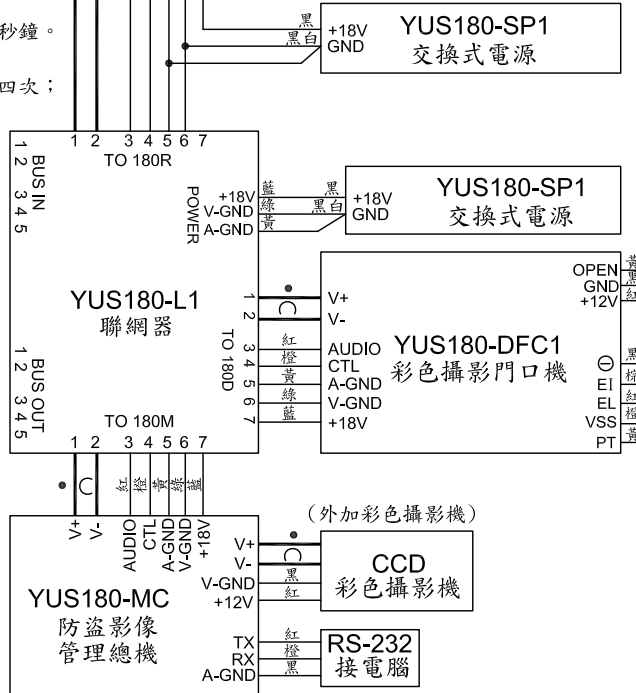 秒鐘。
四次；
黑
黑白
+18V
GND
YUS180-SP1
交換式電源
1 2 3 4 5 6 7
TO 180R
1 2 3 4 5
BUS IN
POWER
+18V
V-GND
A-GND
藍
綠
黃
黑
黑白
+18V
GND
YUS180-SP1
交換式電源
YUS180-L1
聯網器
1
2
3
4
5
6
7
TO 180D
紅
橙
黃
綠
藍
V+
V-
AUDIO
CTL
A-GND
V-GND
+18V
YUS180-DFC1
彩色攝影門口機
OPEN
GND
+12V
EI
EL
VSS
PT
黃
黑
紅
黑
棕
紅
橙
黃
1 2 3 4 5
BUS OUT
TO 180M
1 2 3 4 5 6 7
C
C
紅 橙 黃 綠 藍
V+
V-
AUDIO
CTL
A-GND
V-GND
+18V
YUS180-MC
防盜影像
管理總機
V+
V-
V-GND
+12V
C
黑
紅
(外加彩色攝影機)
CCD
彩色攝影機
TX
RX
A-GND
紅
橙
黑
RS-232
接電腦